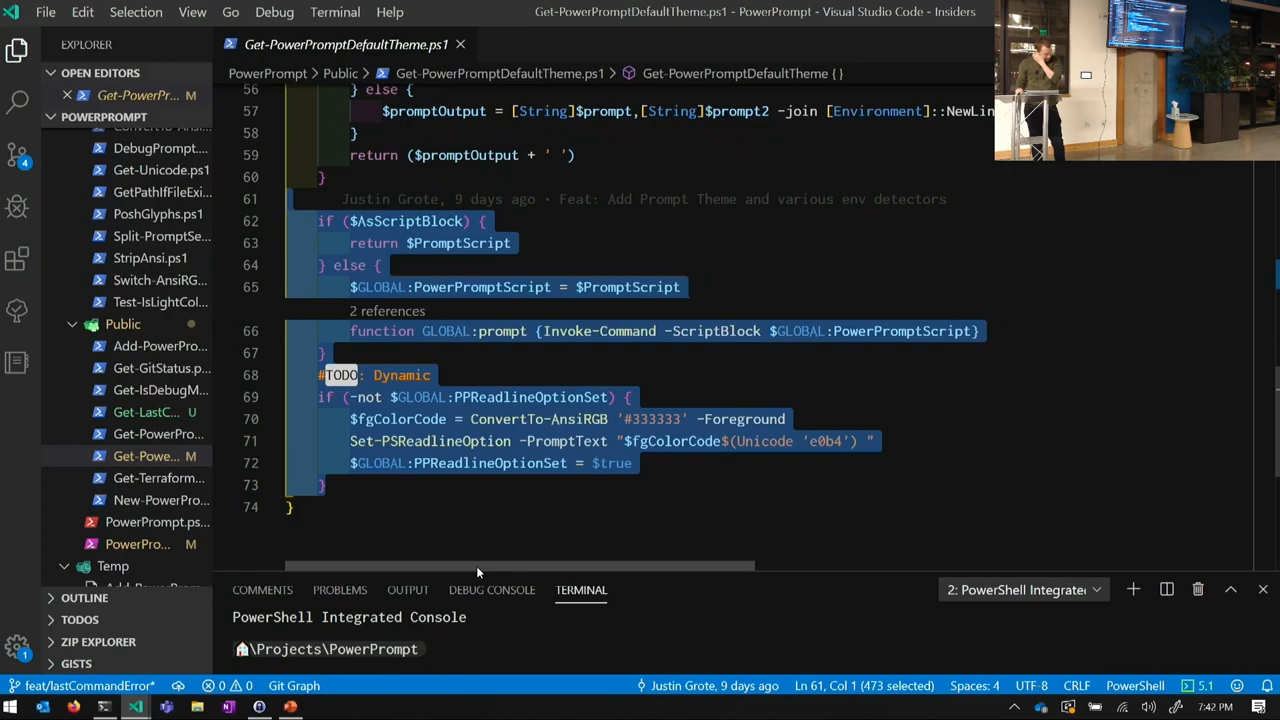 File Edit Selection View Go Debug Terminal Help Get-PowerPromptDefaultTheme.ps1 - PowerPrompt - Visual Studio Code - Insiders
EXPLORER
Get-PowerPromptDefaultTheme.ps1
OPEN EDITORS
Get-PowerPr... M
POWERPROMPT
PowerPrompt > Public > Get-PowerPromptDefaultTheme.ps1 > Get-PowerPromptDefaultTheme { }
DebugPrompt....
Get-Unicode.ps1
GetPathIfFileExi...
PoshGlyphs.ps1
Split-PromptSe...
StripAnsi.ps1
Switch-AnsiRG...
Test-IsLightCol...
Public
Add-PowerPro...
Get-GitStatus.p...
Get-IsDebugM...
Get-LastC... U
Get-PowerPro...
Get-Powe... M
Get-Terraform...
New-PowerPro...
PowerPrompt.ps...
PowerPro... M
Temp
OUTLINE
TODOS
ZIP EXPLORER
GISTS
56 } else {
57 $promptOutput = [String]$prompt,[String]$prompt2 -join [Environment]::NewLin
58 }
59 return ($promptOutput + ' ')
60 }
61 Justin Grote, 9 days ago • Feat: Add Prompt Theme and various env detectors
62 if ($AsScriptBlock) {
63 return $PromptScript
64 } else {
65 $GLOBAL:PowerPromptScript = $PromptScript
2 references
66 function GLOBAL:prompt {Invoke-Command -ScriptBlock $GLOBAL:PowerPromptScript}
67 }
68 #TODO: Dynamic
69 if (-not $GLOBAL:PPReadlineOptionSet) {
70 $fgColorCode = ConvertTo-AnsiRGB '#333333' -Foreground
71 Set-PSReadlineOption -PromptText "$fgColorCode$(Unicode 'e0b4') "
72 $GLOBAL:PPReadlineOptionSet = $true
73 }
74 }
COMMENTS PROBLEMS OUTPUT DEBUG CONSOLE TERMINAL 2: PowerShell Integrate
PowerShell Integrated Console
\Projects\PowerPrompt
feat/lastCommandError* 0 0 Git Graph Justin Grote, 9 days ago Ln 61, Col 1 (473 selected) Spaces: 4 UTF-8 CRLF PowerShell 5.1
7:42 PM